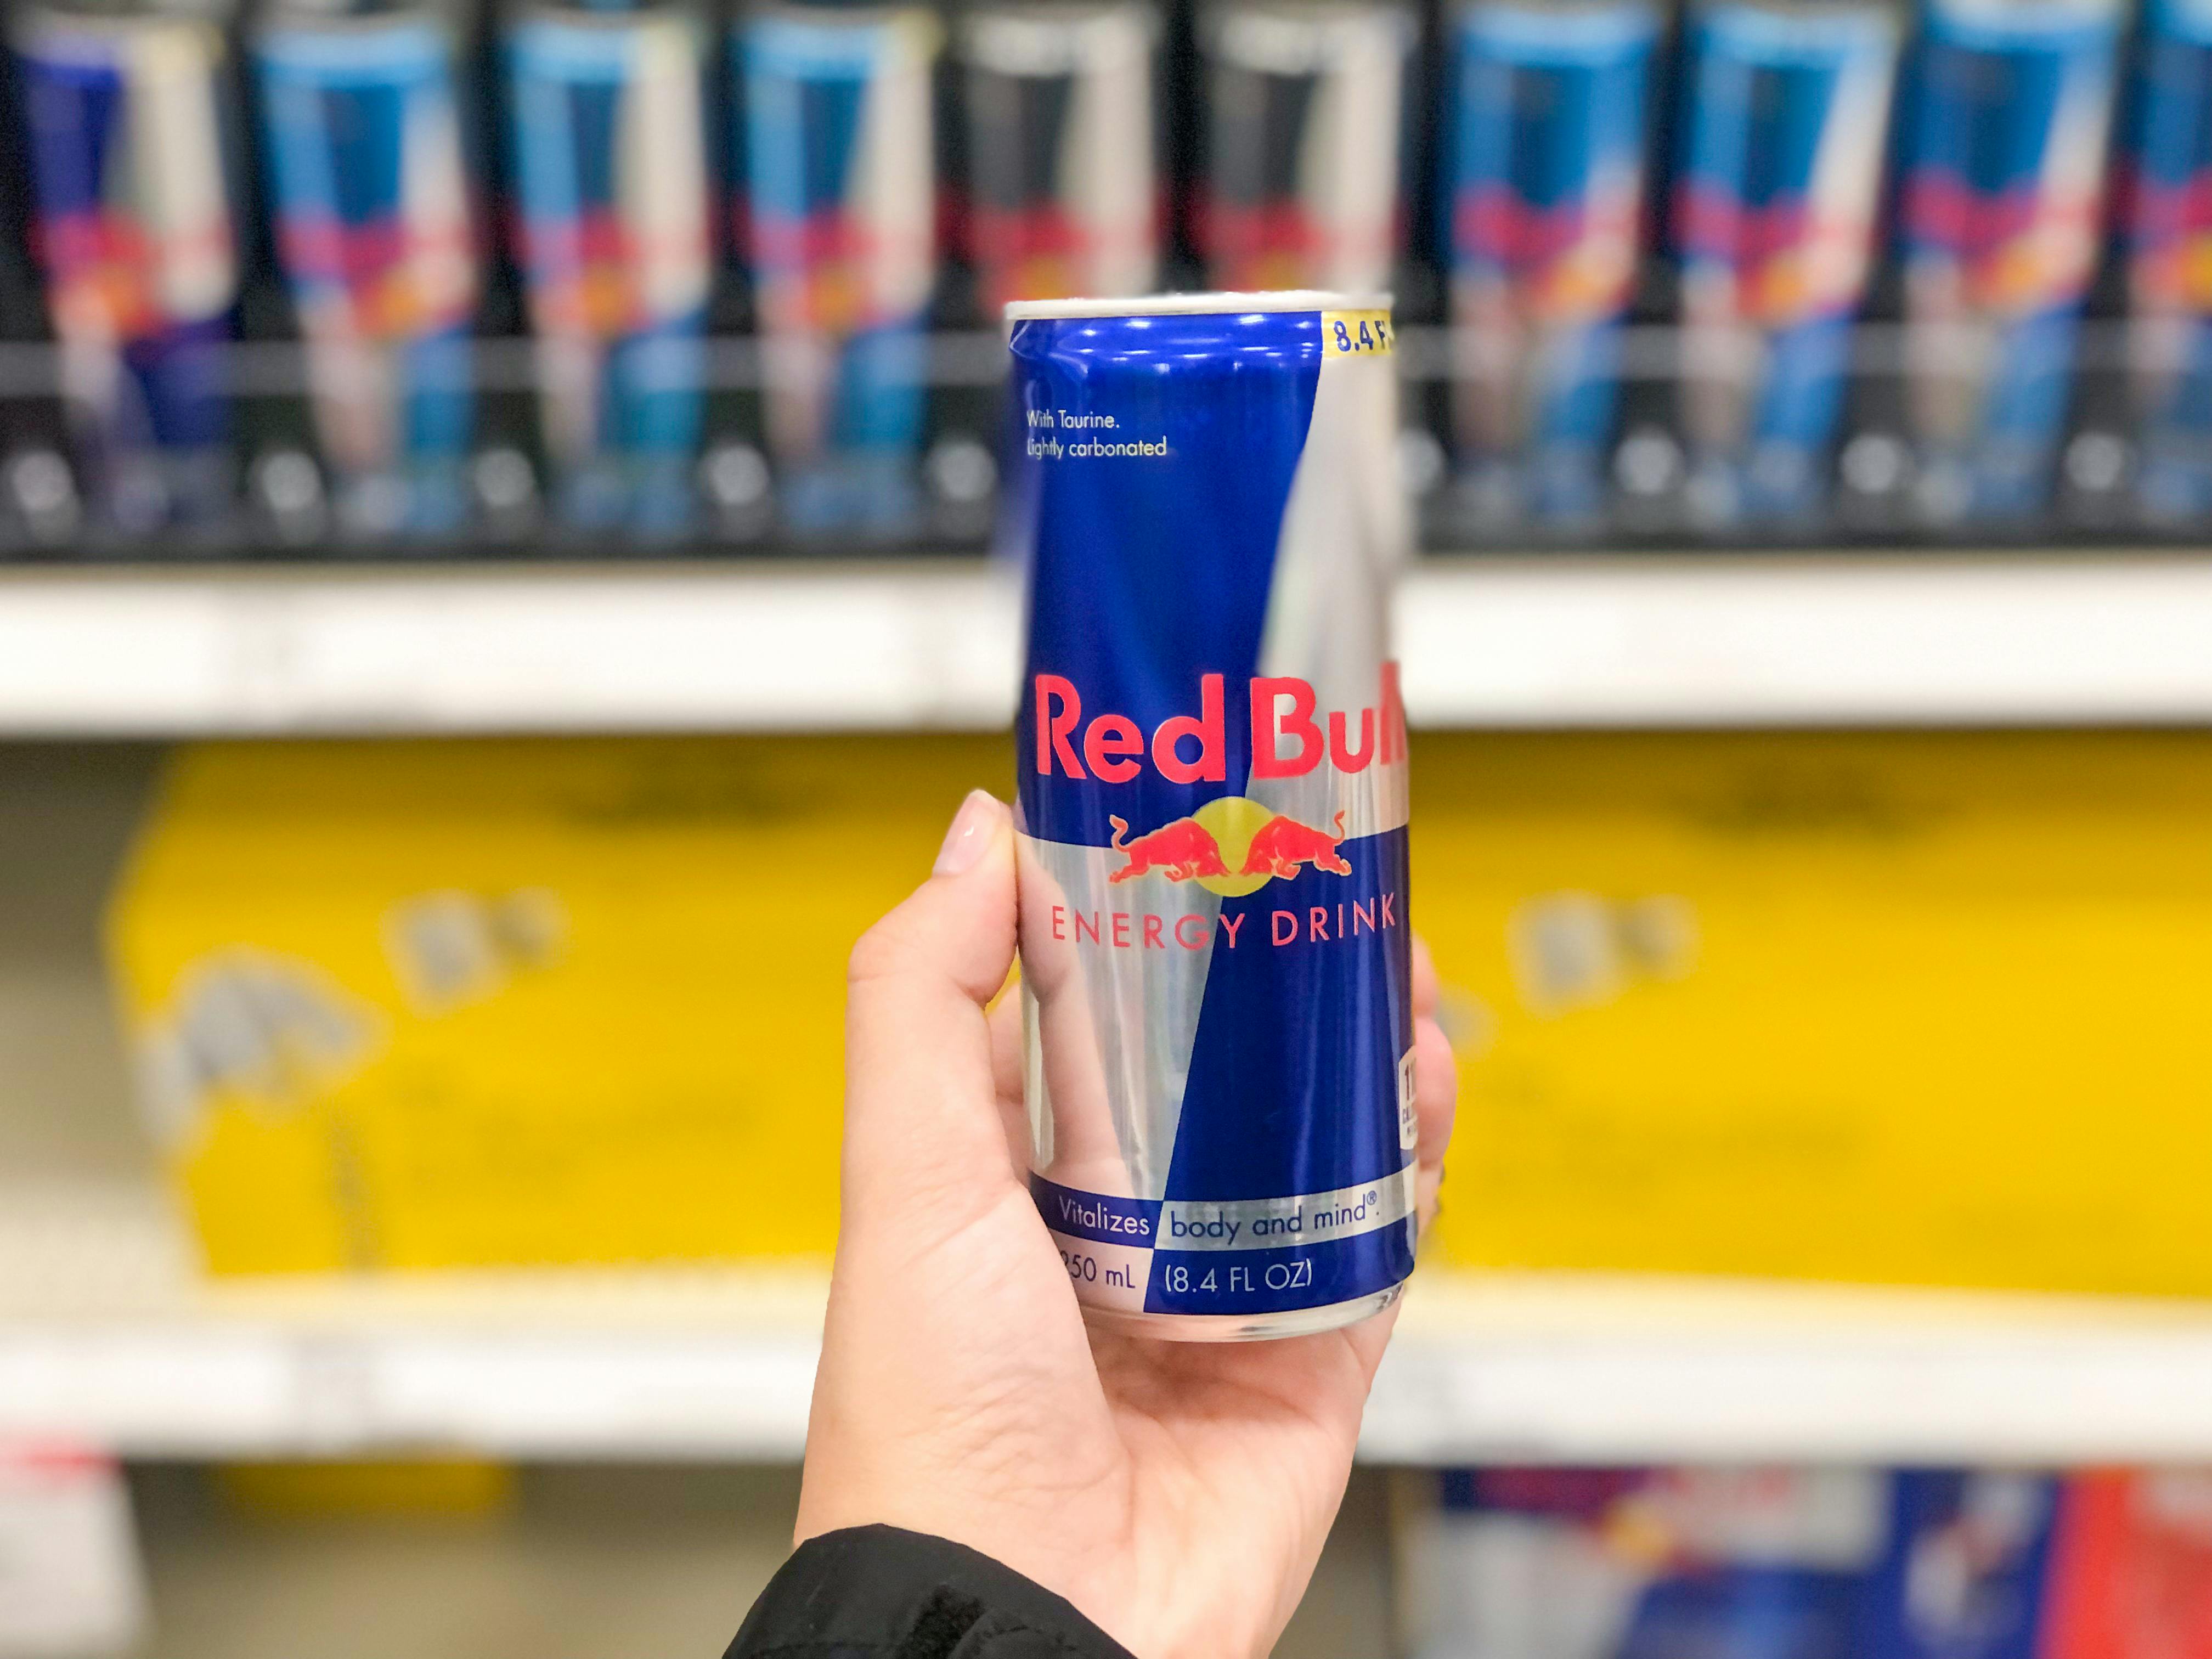 8.4 F
With Taurine.
Lightly carbonated
Red Bull
ENERGY DRINK
Vitalizes body and mind®.
250 mL (8.4 FL OZ)